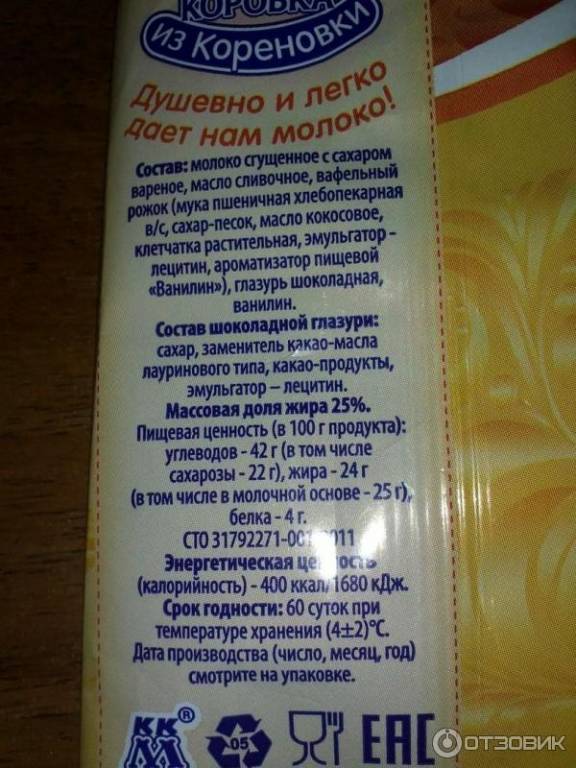 КОРОВКА
ИЗ КОРЕНОВКИ
Душевно и легко
дает нам молоко!
Состав: молоко сгущенное с сахаром
вареное, масло сливочное, вафельный
рожок (мука пшеничная хлебопекарная
в/с, сахар-песок, масло кокосовое,
клетчатка растительная, эмульгатор –
лецитин, ароматизатор пищевой
«Ванилин»), глазурь шоколадная,
ванилин.
Состав шоколадной глазури:
сахар, заменитель какао-масла
лауринового типа, какао-продукты,
эмульгатор – лецитин.
Массовая доля жира 25%.
Пищевая ценность (в 100 г продукта):
углеводов - 42 г (в том числе
сахарозы - 22 г), жира - 24 г
(в том числе в молочной основе - 25 г),
белка - 4 г.
СТО 31792271-001-2011
Энергетическая ценность
(калорийность) - 400 ккал/1680 кДж.
Срок годности: 60 суток при
температуре хранения (4±2)°С.
Дата производства (число, месяц, год)
смотрите на упаковке.
КК
М ®
05
ЕАС
ОТЗОВИК